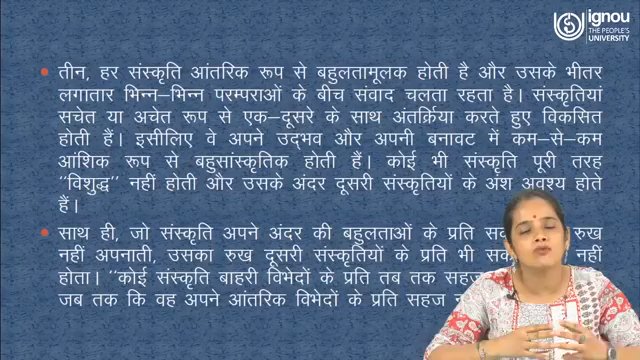 ignou
THE PEOPLE'S
UNIVERSITY
• तीन, हर संस्कृति आंतरिक रूप से बहुलतामूलक होती है और उसके भीतर
लगातार भिन्न–भिन्न परम्पराओं के बीच संवाद चलता रहता है। संस्कृतियां
सचेत या अचेत रूप से एक–दूसरे के साथ अंतर्क्रिया करते हुए विकसित
होती हैं। इसीलिए वे अपने उद्भव और अपनी बनावट में कम–से–कम
आंशिक रूप से बहुसांस्कृतिक होती हैं। कोई भी संस्कृति पूरी तरह
“विशुद्ध” नहीं होती और उसके अंदर दूसरी संस्कृतियों के अंश अवश्य होते
हैं।
• साथ ही, जो संस्कृति अपने अंदर की बहुलताओं के प्रति रुख
नहीं अपनाती, उसका रुख दूसरी संस्कृतियों के प्रति भी नहीं
होता। “कोई संस्कृति बाहरी विभेदों के प्रति तब तक सहज
जब तक कि वह अपने आंतरिक विभेदों के प्रति सहज